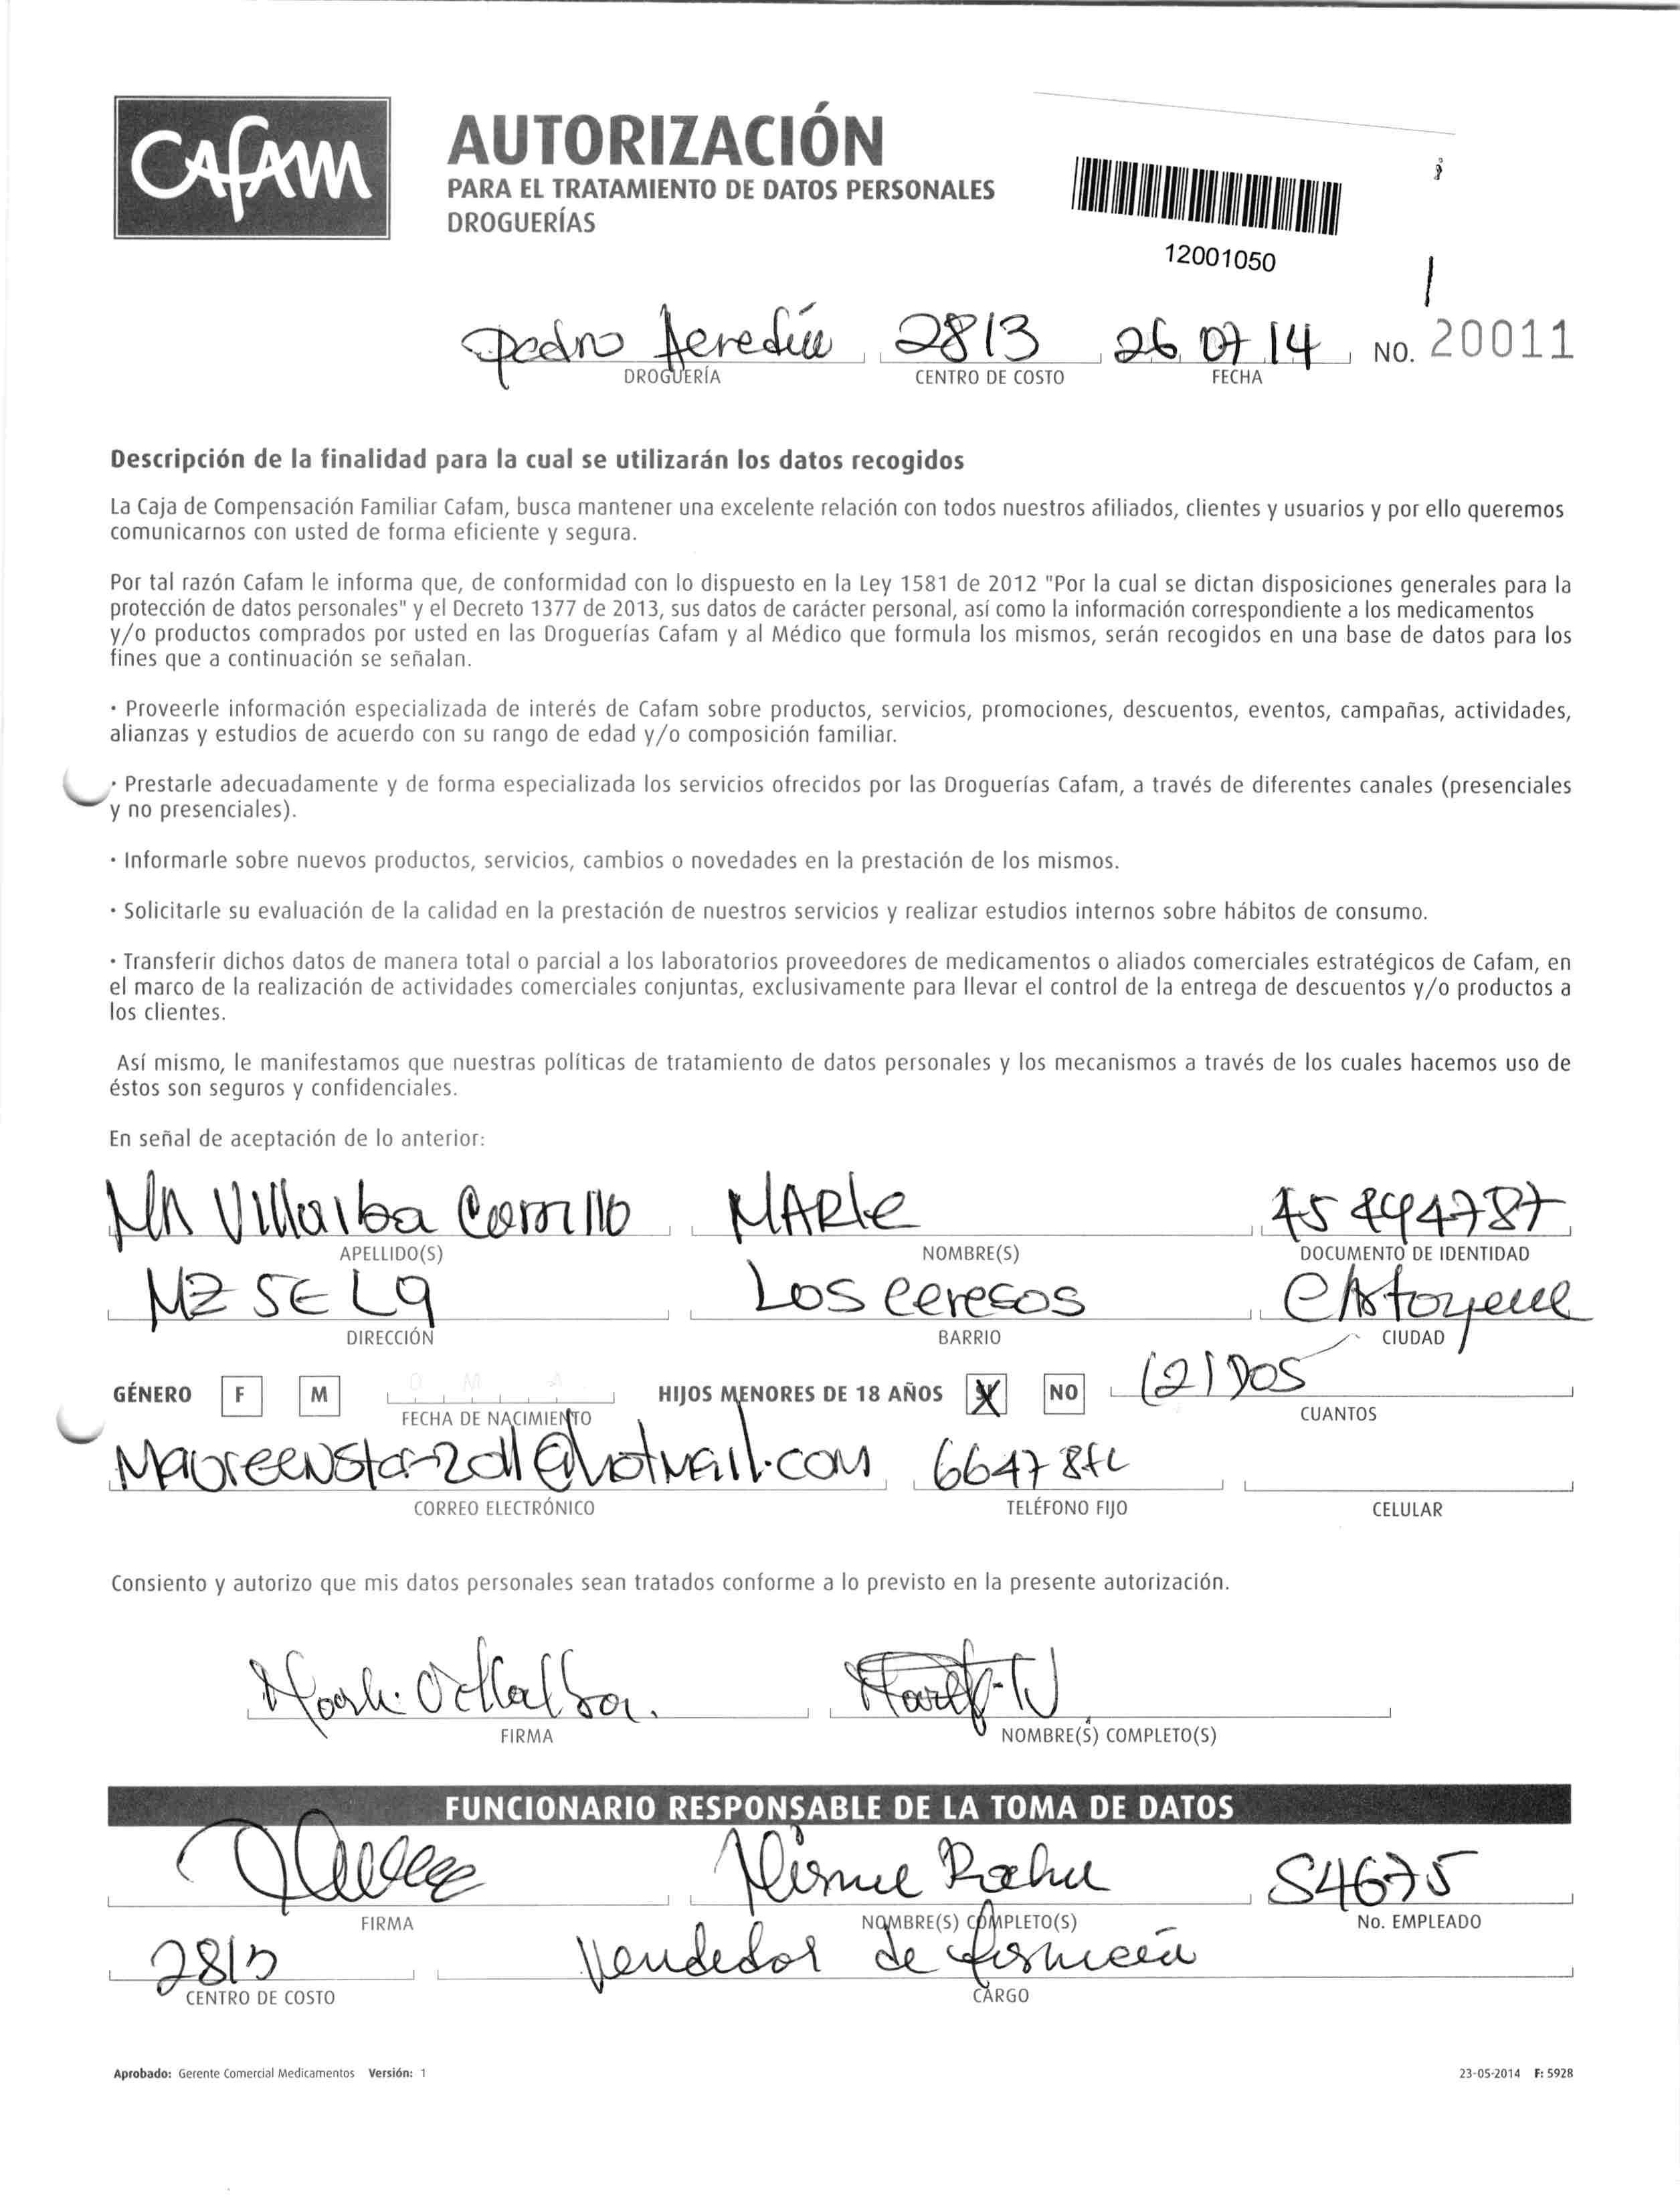 CAFAM
AUTORIZACIÓN
PARA EL TRATAMIENTO DE DATOS PERSONALES
DROGUERÍAS
12001050
Pedro Heredia 2813 26 07 14 NO. 20011
DROGUERÍA CENTRO DE COSTO FECHA
Descripción de la finalidad para la cual se utilizarán los datos recogidos
La Caja de Compensación Familiar Cafam, busca mantener una excelente relación con todos nuestros afiliados, clientes y usuarios y por ello queremos
comunicarnos con usted de forma eficiente y segura.
Por tal razón Cafam le informa que, de conformidad con lo dispuesto en la Ley 1581 de 2012 "Por la cual se dictan disposiciones generales para la
protección de datos personales" y el Decreto 1377 de 2013, sus datos de carácter personal, así como la información correspondiente a los medicamentos
y/o productos comprados por usted en las Droguerías Cafam y al Médico que formula los mismos, serán recogidos en una base de datos para los
fines que a continuación se señalan.
· Proveerle información especializada de interés de Cafam sobre productos, servicios, promociones, descuentos, eventos, campañas, actividades,
alianzas y estudios de acuerdo con su rango de edad y/o composición familiar.
· Prestarle adecuadamente y de forma especializada los servicios ofrecidos por las Droguerías Cafam, a través de diferentes canales (presenciales
y no presenciales).
· Informarle sobre nuevos productos, servicios, cambios o novedades en la prestación de los mismos.
· Solicitarle su evaluación de la calidad en la prestación de nuestros servicios y realizar estudios internos sobre hábitos de consumo.
· Transferir dichos datos de manera total o parcial a los laboratorios proveedores de medicamentos o aliados comerciales estratégicos de Cafam, en
el marco de la realización de actividades comerciales conjuntas, exclusivamente para llevar el control de la entrega de descuentos y/o productos a
los clientes.
Así mismo, le manifestamos que nuestras políticas de tratamiento de datos personales y los mecanismos a través de los cuales hacemos uso de
éstos son seguros y confidenciales.
En señal de aceptación de lo anterior:
Villalba
APELLIDO(S) NOMBRE(S) DOCUMENTO DE IDENTIDAD
MZ 5E L9 Los ceresos
DIRECCIÓN BARRIO CIUDAD
GÉNERO F M D M A HIJOS MENORES DE 18 AÑOS NO (2) DOS
FECHA DE NACIMIENTO CUANTOS
CORREO ELECTRÓNICO TELÉFONO FIJO CELULAR
Consiento y autorizo que mis datos personales sean tratados conforme a lo previsto en la presente autorización.
Villalba
FIRMA NOMBRE(S) COMPLETO(S)
FUNCIONARIO RESPONSABLE DE LA TOMA DE DATOS
54675
FIRMA NOMBRE(S) COMPLETO(S) No. EMPLEADO
2813 Vendedor de farmacia
CENTRO DE COSTO CARGO
Aprobado: Gerente Comercial Medicamentos Versión: 1 23-05-2014 F: 5928